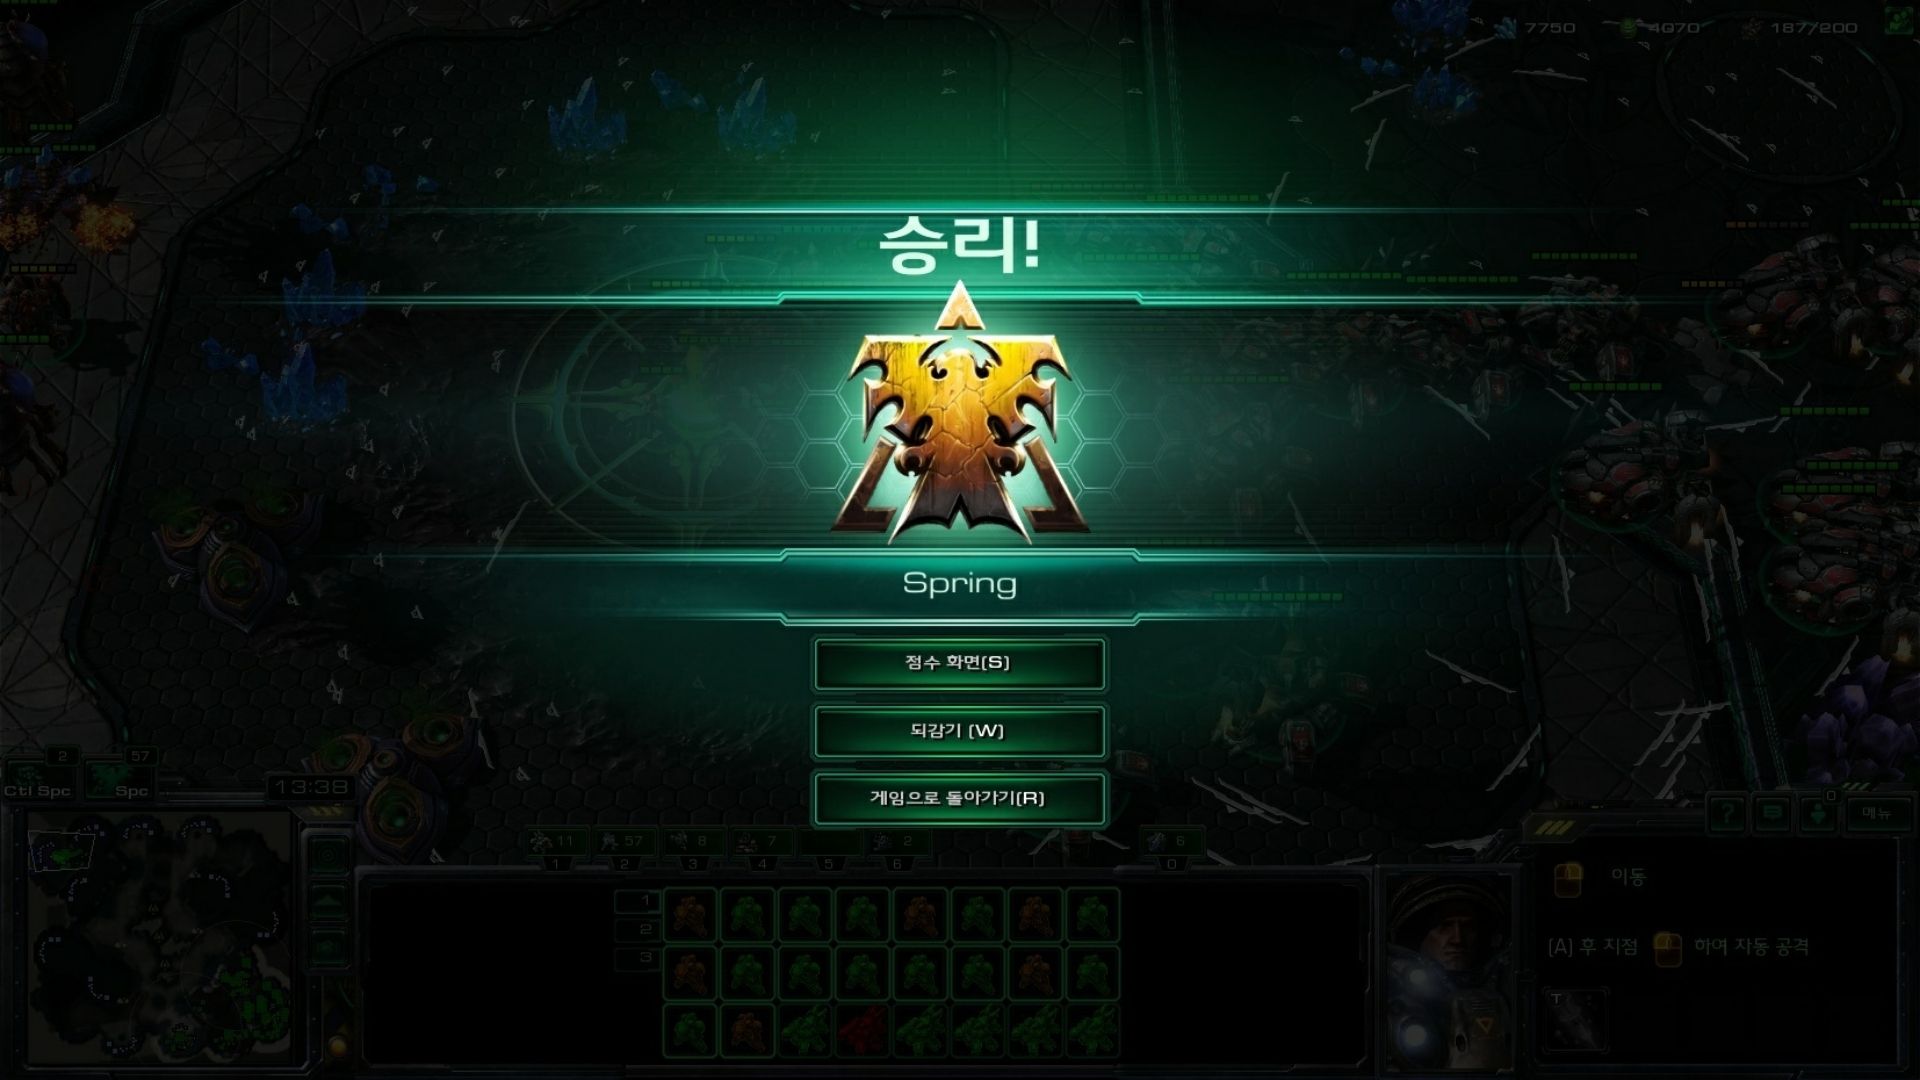 7750 4070 187/200
승리!
Spring
점수 화면[S]
되감기 [W]
게임으로 돌아가기[R]
2 57
Ctl Spc Spc
13:38
0
? 메뉴
11 57 8 7 2 6
1 2 3 4 5 6 0
1
2
3
이동
[A] 후 지점 하여 자동 공격
T